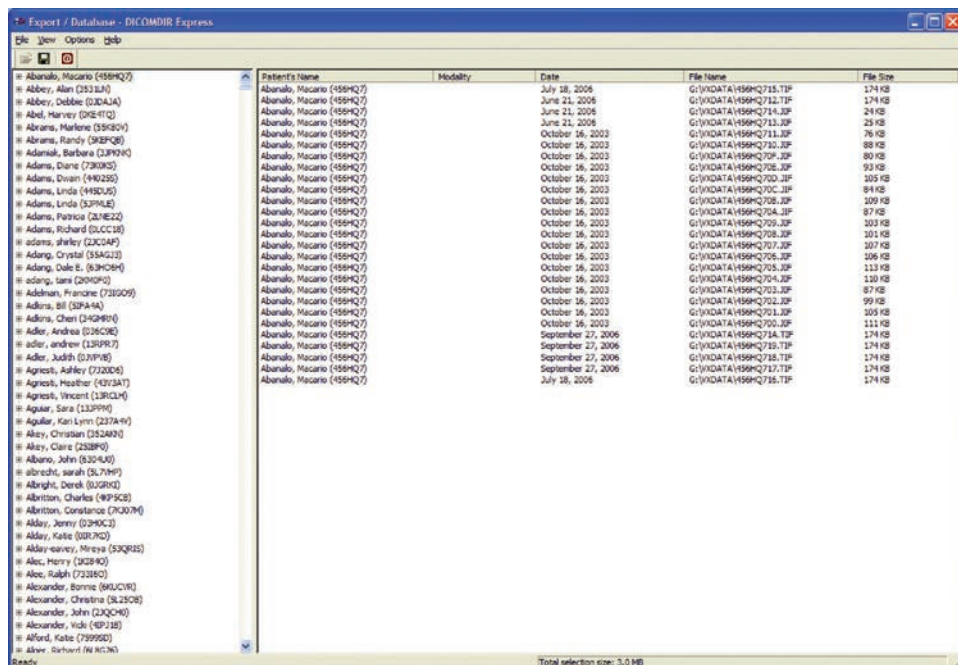 Export / Database - DICOMDIR Express
File View Options Help
Abanalo, Macario (456HQ7)
Abbey, Alan (3531LN)
Abbey, Debbie (0JDAJA)
Abel, Harvey (0KE4TQ)
Abrams, Marlene (55K80V)
Abrams, Randy (5KEFQB)
Adamiak, Barbara (3JPKNK)
Adams, Diane (73K0KS)
Adams, Dwain (44025S)
Adams, Linda (445DUS)
Adams, Linda (5JPMLE)
Adams, Patricia (2LNE22)
Adams, Richard (0LCC18)
adams, shirley (2JC0AF)
Adang, Crystal (55AGJ3)
Adang, Dale E. (63HO6H)
adang, tami (2KM0F0)
Adelman, Francine (73IGO9)
Adkins, Bill (5IPA4A)
Adkins, Cheri (34GMRN)
Adler, Andrea (0J6C9E)
adler, andrew (13RPR7)
Adler, Judith (0JVPVB)
Agriesti, Ashley (7J20D6)
Agriesti, Heather (43V3AT)
Agriesti, Vincent (13RCLH)
Aguiar, Sara (13JPPM)
Aguilar, Kari Lynn (237A4V)
Akey, Christian (352AKN)
Akey, Claire (25IBF0)
Albano, John (6304U0)
albrecht, sarah (5L7VHP)
Albright, Derek (0JGRKI)
Albritton, Charles (4KP5CB)
Albritton, Constance (7KJ07M)
Alday, Jenny (03H0C3)
Alday, Katie (0IR7KD)
Alday-eavey, Mireya (53QRIS)
Alec, Henry (1KI84O)
Alee, Ralph (733I6O)
Alexander, Bonnie (6KUCVR)
Alexander, Christina (5L25OB)
Alexander, John (2JQCH0)
Alexander, Vicki (4IPJ18)
Alford, Katie (7599SD)
Alger, Richard (6L8G76)
Patient's Name Modality Date File Name File Size
Abanalo, Macario (456HQ7) July 18, 2006 G:\VXDATA\456HQ715.TIF 174 KB
Abanalo, Macario (456HQ7) June 21, 2006 G:\VXDATA\456HQ712.TIF 174 KB
Abanalo, Macario (456HQ7) June 21, 2006 G:\VXDATA\456HQ714.JIF 24 KB
Abanalo, Macario (456HQ7) June 21, 2006 G:\VXDATA\456HQ713.JIF 25 KB
Abanalo, Macario (456HQ7) October 16, 2003 G:\VXDATA\456HQ711.JIF 76 KB
Abanalo, Macario (456HQ7) October 16, 2003 G:\VXDATA\456HQ710.JIF 88 KB
Abanalo, Macario (456HQ7) October 16, 2003 G:\VXDATA\456HQ70F.JIF 80 KB
Abanalo, Macario (456HQ7) October 16, 2003 G:\VXDATA\456HQ70E.JIF 93 KB
Abanalo, Macario (456HQ7) October 16, 2003 G:\VXDATA\456HQ70D.JIF 105 KB
Abanalo, Macario (456HQ7) October 16, 2003 G:\VXDATA\456HQ70C.JIF 84 KB
Abanalo, Macario (456HQ7) October 16, 2003 G:\VXDATA\456HQ70B.JIF 109 KB
Abanalo, Macario (456HQ7) October 16, 2003 G:\VXDATA\456HQ70A.JIF 87 KB
Abanalo, Macario (456HQ7) October 16, 2003 G:\VXDATA\456HQ709.JIF 103 KB
Abanalo, Macario (456HQ7) October 16, 2003 G:\VXDATA\456HQ708.JIF 101 KB
Abanalo, Macario (456HQ7) October 16, 2003 G:\VXDATA\456HQ707.JIF 107 KB
Abanalo, Macario (456HQ7) October 16, 2003 G:\VXDATA\456HQ706.JIF 106 KB
Abanalo, Macario (456HQ7) October 16, 2003 G:\VXDATA\456HQ705.JIF 113 KB
Abanalo, Macario (456HQ7) October 16, 2003 G:\VXDATA\456HQ704.JIF 110 KB
Abanalo, Macario (456HQ7) October 16, 2003 G:\VXDATA\456HQ703.JIF 87 KB
Abanalo, Macario (456HQ7) October 16, 2003 G:\VXDATA\456HQ702.JIF 99 KB
Abanalo, Macario (456HQ7) October 16, 2003 G:\VXDATA\456HQ701.JIF 105 KB
Abanalo, Macario (456HQ7) October 16, 2003 G:\VXDATA\456HQ700.JIF 111 KB
Abanalo, Macario (456HQ7) September 27, 2006 G:\VXDATA\456HQ71A.TIF 174 KB
Abanalo, Macario (456HQ7) September 27, 2006 G:\VXDATA\456HQ719.TIF 174 KB
Abanalo, Macario (456HQ7) September 27, 2006 G:\VXDATA\456HQ718.TIF 174 KB
Abanalo, Macario (456HQ7) September 27, 2006 G:\VXDATA\456HQ717.TIF 174 KB
Abanalo, Macario (456HQ7) July 18, 2006 G:\VXDATA\456HQ716.TIF 174 KB
Ready Total selection size: 3.0 MB